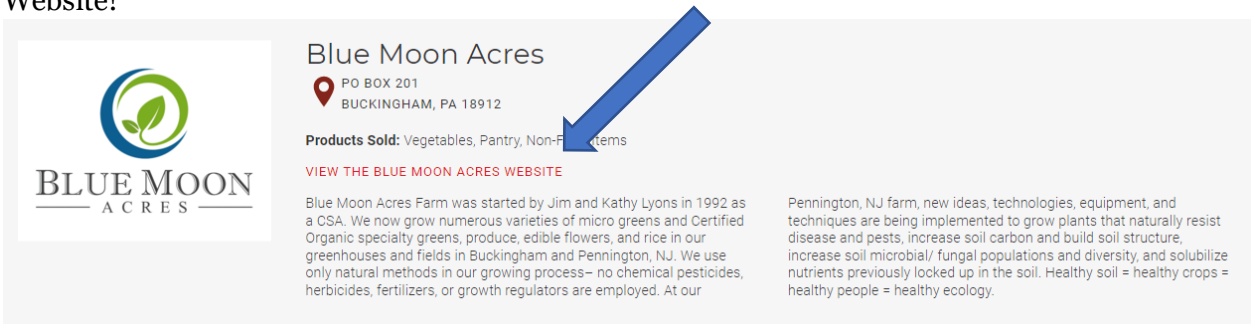 Website!
BLUE MOON
ACRES
Blue Moon Acres
PO BOX 201
BUCKINGHAM, PA 18912
Products Sold: Vegetables, Pantry, Items
VIEW THE BLUE MOON ACRES WEBSITE
Blue Moon Acres Farm was started by Jim and Kathy Lyons in 1992 as
a CSA. We now grow numerous varieties of micro greens and Certified
Organic specialty greens, produce, edible flowers, and rice in our
greenhouses and fields in Buckingham and Pennington, NJ. We use
only natural methods in our growing process– no chemical pesticides,
herbicides, fertilizers, or growth regulators are employed. At our
Pennington, NJ farm, new ideas, technologies, equipment, and
techniques are being implemented to grow plants that naturally resist
disease and pests, increase soil carbon and build soil structure,
increase soil microbial/ fungal populations and diversity, and solubilize
nutrients previously locked up in the soil. Healthy soil = healthy crops =
healthy people = healthy ecology.